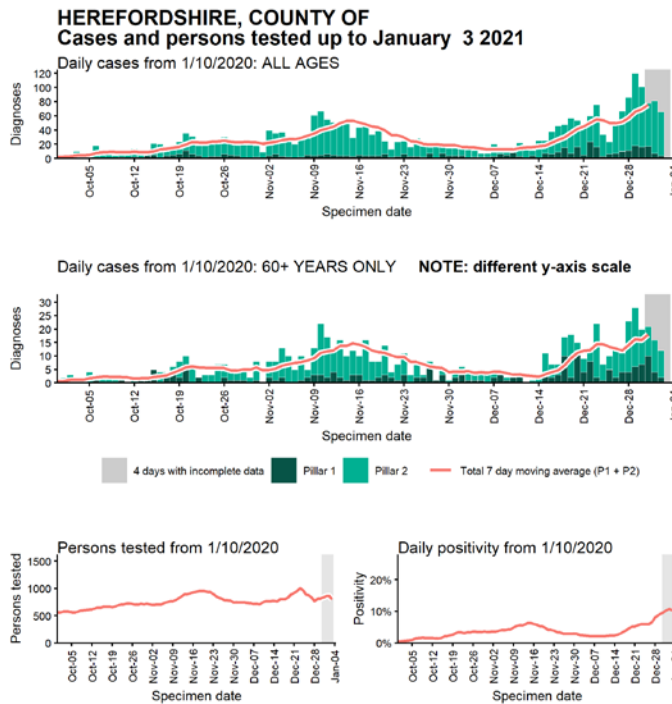 HEREFORDSHIRE, COUNTY OF
Cases and persons tested up to January 3 2021
Daily cases from 1/10/2020: ALL AGES
Diagnoses
120
100
80
60
40
20
0
Oct-05
Oct-12
Oct-19
Oct-26
Nov-02
Nov-09
Nov-16
Nov-23
Nov-30
Dec-07
Dec-14
Dec-21
Dec-28
Specimen date
Daily cases from 1/10/2020: 60+ YEARS ONLY NOTE: different y-axis scale
Diagnoses
30
25
20
15
10
5
0
Oct-05
Oct-12
Oct-19
Oct-26
Nov-02
Nov-09
Nov-16
Nov-23
Nov-30
Dec-07
Dec-14
Dec-21
Dec-28
Specimen date
4 days with incomplete data Pillar 1 Pillar 2 Total 7 day moving average (P1 + P2)
Persons tested from 1/10/2020
Persons tested
1500
1000
500
0
Oct-05
Oct-12
Oct-19
Oct-26
Nov-02
Nov-09
Nov-16
Nov-23
Nov-30
Dec-07
Dec-14
Dec-21
Dec-28
Jan-04
Specimen date
Daily positivity from 1/10/2020
Positivity
20%
10%
0%
Oct-05
Oct-12
Oct-19
Oct-26
Nov-02
Nov-09
Nov-16
Nov-23
Nov-30
Dec-07
Dec-14
Dec-21
Dec-28
Specimen date